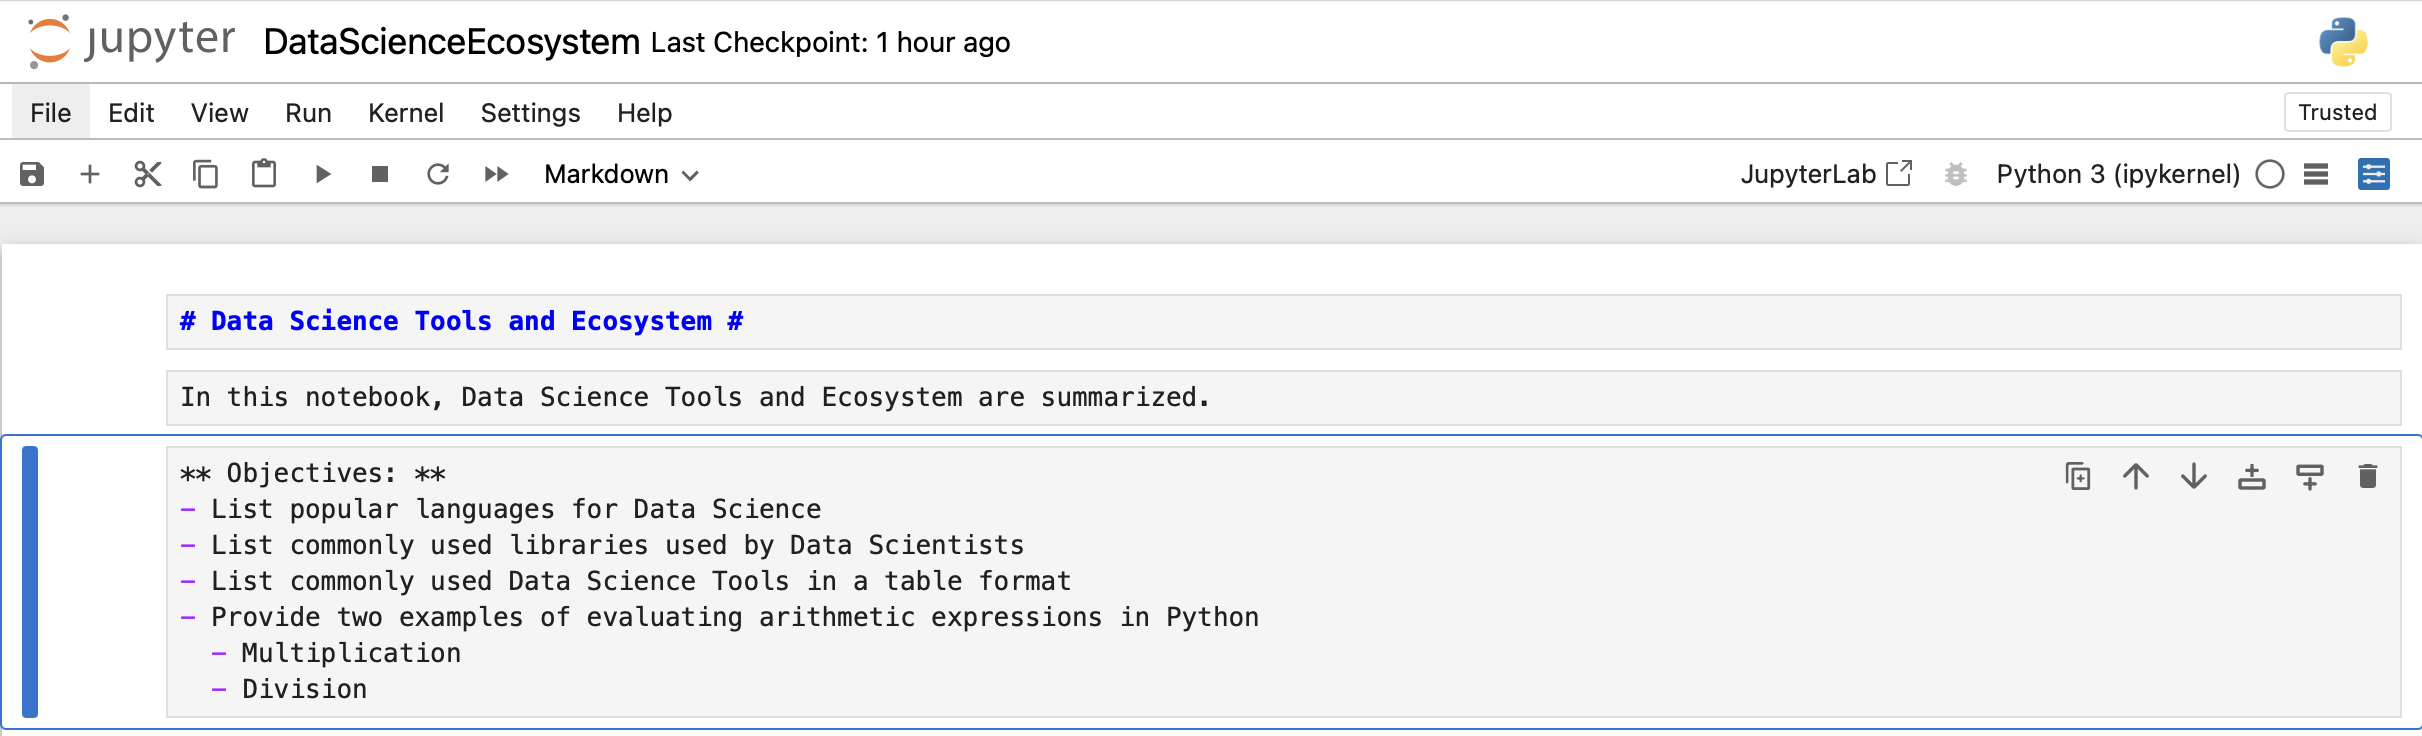 jupyter DataScienceEcosystem Last Checkpoint: 1 hour ago
File Edit View Run Kernel Settings Help Trusted
Markdown JupyterLab Python 3 (ipykernel)
# Data Science Tools and Ecosystem #
In this notebook, Data Science Tools and Ecosystem are summarized.
** Objectives: **
- List popular languages for Data Science
- List commonly used libraries used by Data Scientists
- List commonly used Data Science Tools in a table format
- Provide two examples of evaluating arithmetic expressions in Python
  - Multiplication
  - Division